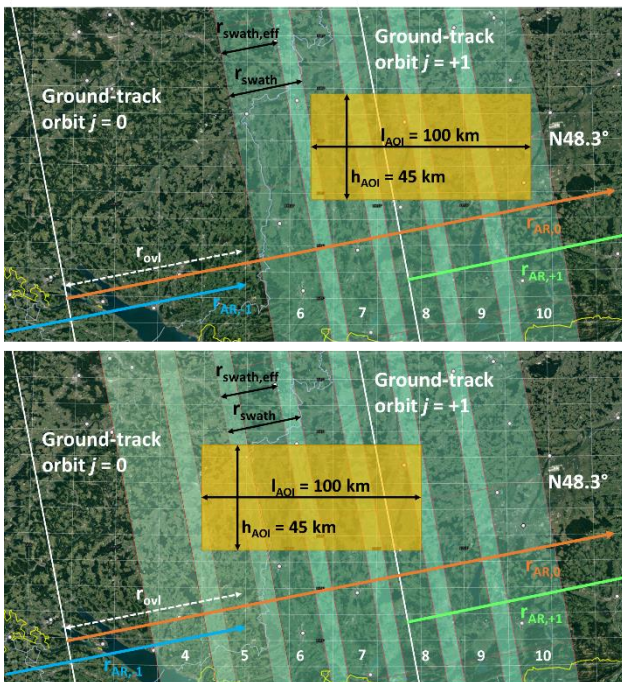 r_swath,eff
Ground-track
orbit j = +1
r_swath
Ground-track
orbit j = 0
l_AOI = 100 km
N48.3°
h_AOI = 45 km
r_AR,0
r_ovl
r_AR,+1
r_AR,-1
6 7 8 9 10
r_swath,eff
Ground-track
orbit j = +1
r_swath
Ground-track
orbit j = 0
l_AOI = 100 km
N48.3°
h_AOI = 45 km
r_AR,0
r_ovl
r_AR,+1
r_AR,-1
4 5 6 7 8 9 10